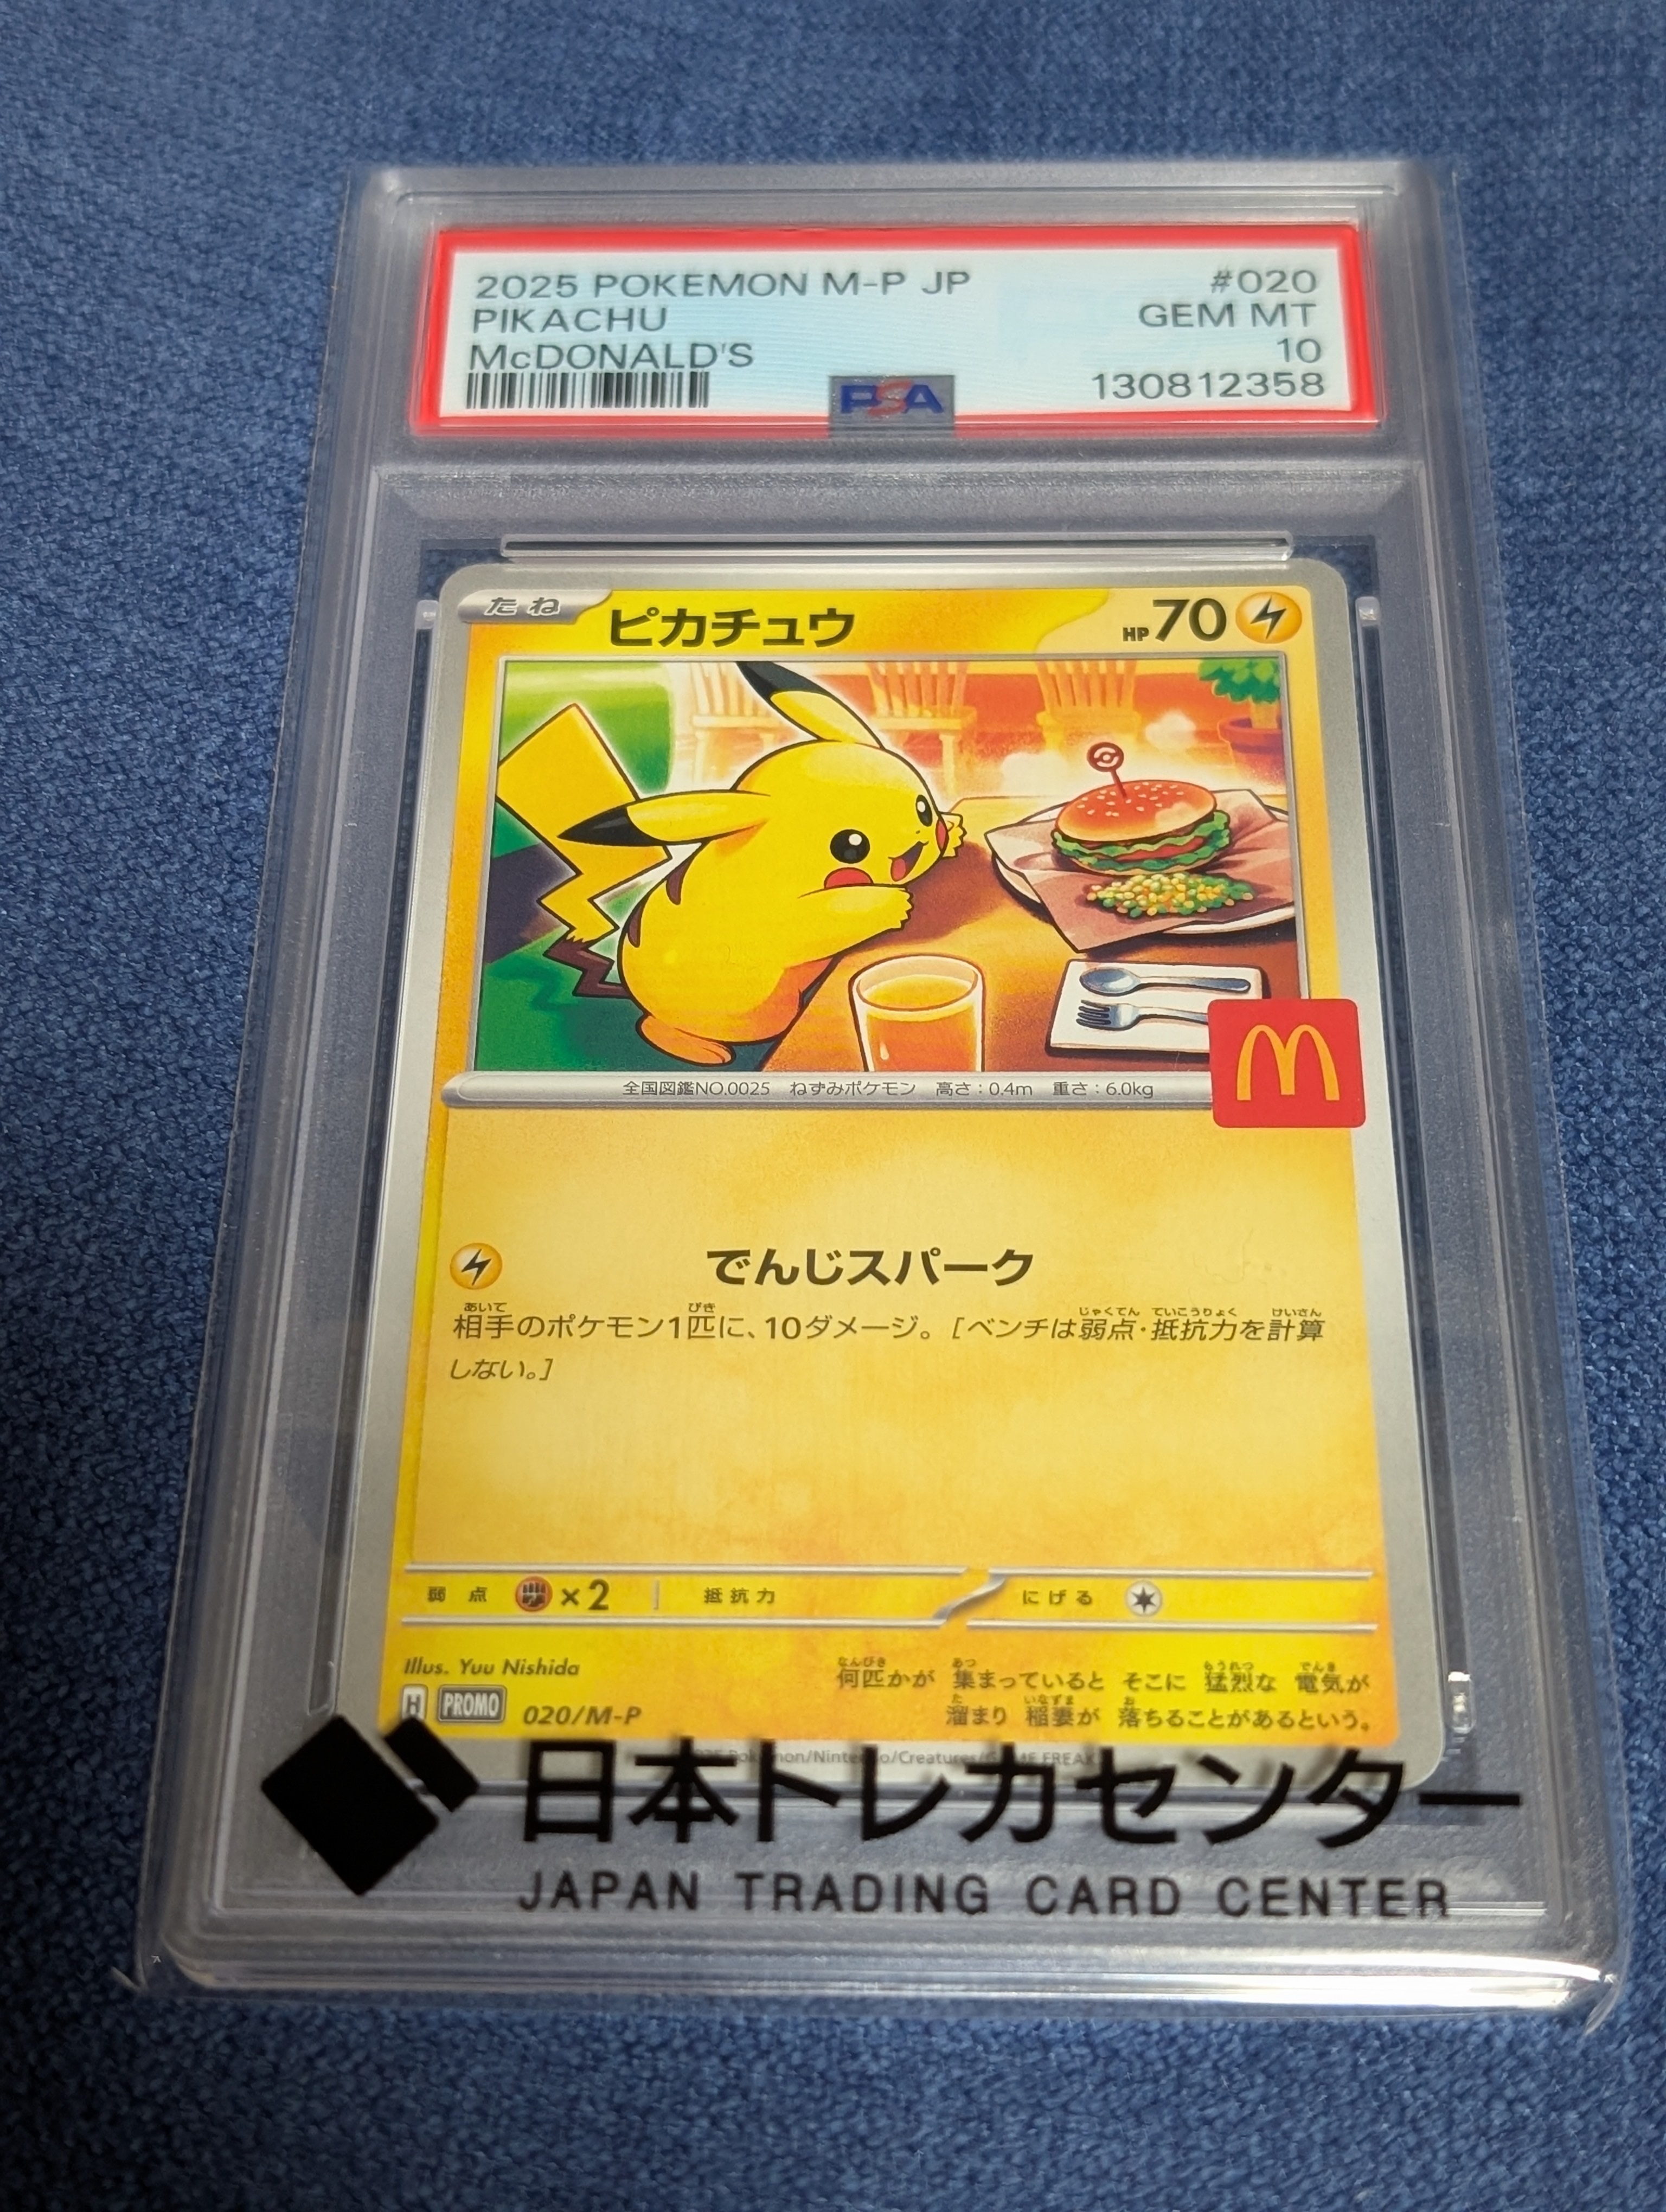 2025 POKEMON M-P JP #020
PIKACHU GEM MT
McDONALD'S 10
PSA 130812358
たね ピカチュウ HP70
全国図鑑NO.0025 ねずみポケモン 高さ:0.4m 重さ:6.0kg
M
でんじスパーク
相手のポケモン1匹に、10ダメージ。[ベンチは弱点・抵抗力を計算
しない。]
弱点 ×2 抵抗力 にげる
Illus. Yuu Nishida
何匹かが 集まっていると そこに 猛烈な 電気が
H PROMO 020/M-P
溜まり 稲妻が 落ちることがあるという。
Pokémon/Nintendo/Creatures/GAME FREAK
日本トレカセンター
JAPAN TRADING CARD CENTER